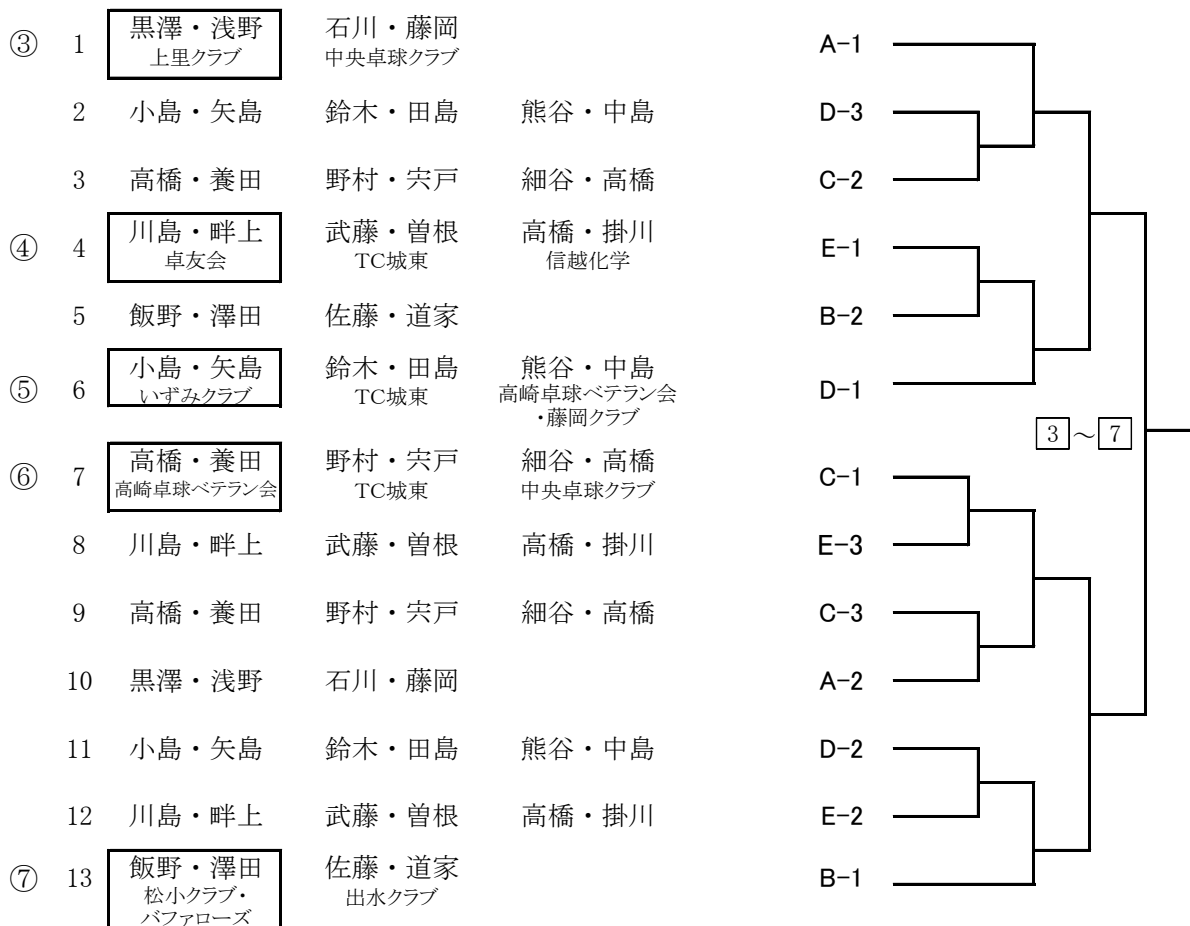 ③ 1 黒澤・浅野 石川・藤岡 A-1
上里クラブ 中央卓球クラブ
2 小島・矢島 鈴木・田島 熊谷・中島 D-3
3 高橋・養田 野村・宍戸 細谷・高橋 C-2
④ 4 川島・畔上 武藤・曽根 高橋・掛川 E-1
卓友会 TC城東 信越化学
5 飯野・澤田 佐藤・道家 B-2
⑤ 6 小島・矢島 鈴木・田島 熊谷・中島 D-1
いずみクラブ TC城東 高崎卓球ベテラン会
・藤岡クラブ
3～7
⑥ 7 高橋・養田 野村・宍戸 細谷・高橋 C-1
高崎卓球ベテラン会 TC城東 中央卓球クラブ
8 川島・畔上 武藤・曽根 高橋・掛川 E-3
9 高橋・養田 野村・宍戸 細谷・高橋 C-3
10 黒澤・浅野 石川・藤岡 A-2
11 小島・矢島 鈴木・田島 熊谷・中島 D-2
12 川島・畔上 武藤・曽根 高橋・掛川 E-2
⑦ 13 飯野・澤田 佐藤・道家 B-1
松小クラブ・ 出水クラブ
バファローズ